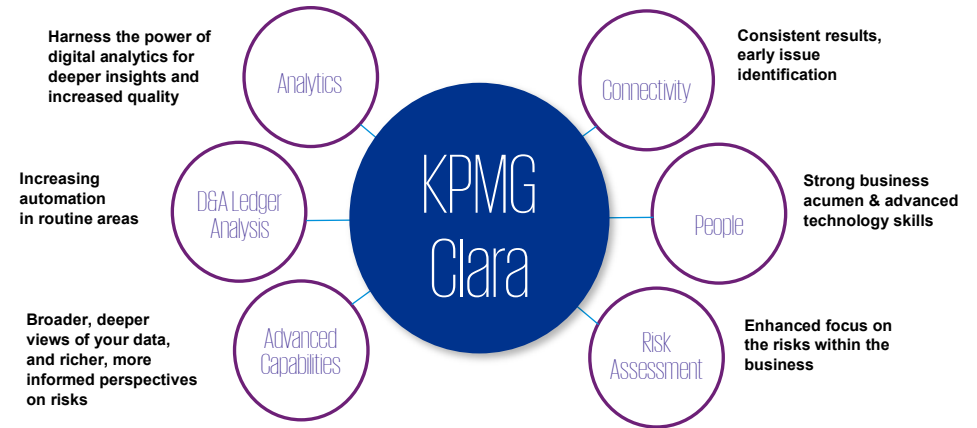 Harness the power of
digital analytics for
deeper insights and
increased quality
Analytics
Increasing
automation
in routine areas
D&A Ledger
Analysis
Broader, deeper
views of your data,
and richer, more
informed perspectives
on risks
Advanced
Capabilities
KPMG
Clara
Connectivity
Consistent results,
early issue
identification
People
Strong business
acumen & advanced
technology skills
Risk
Assessment
Enhanced focus on
the risks within the
business